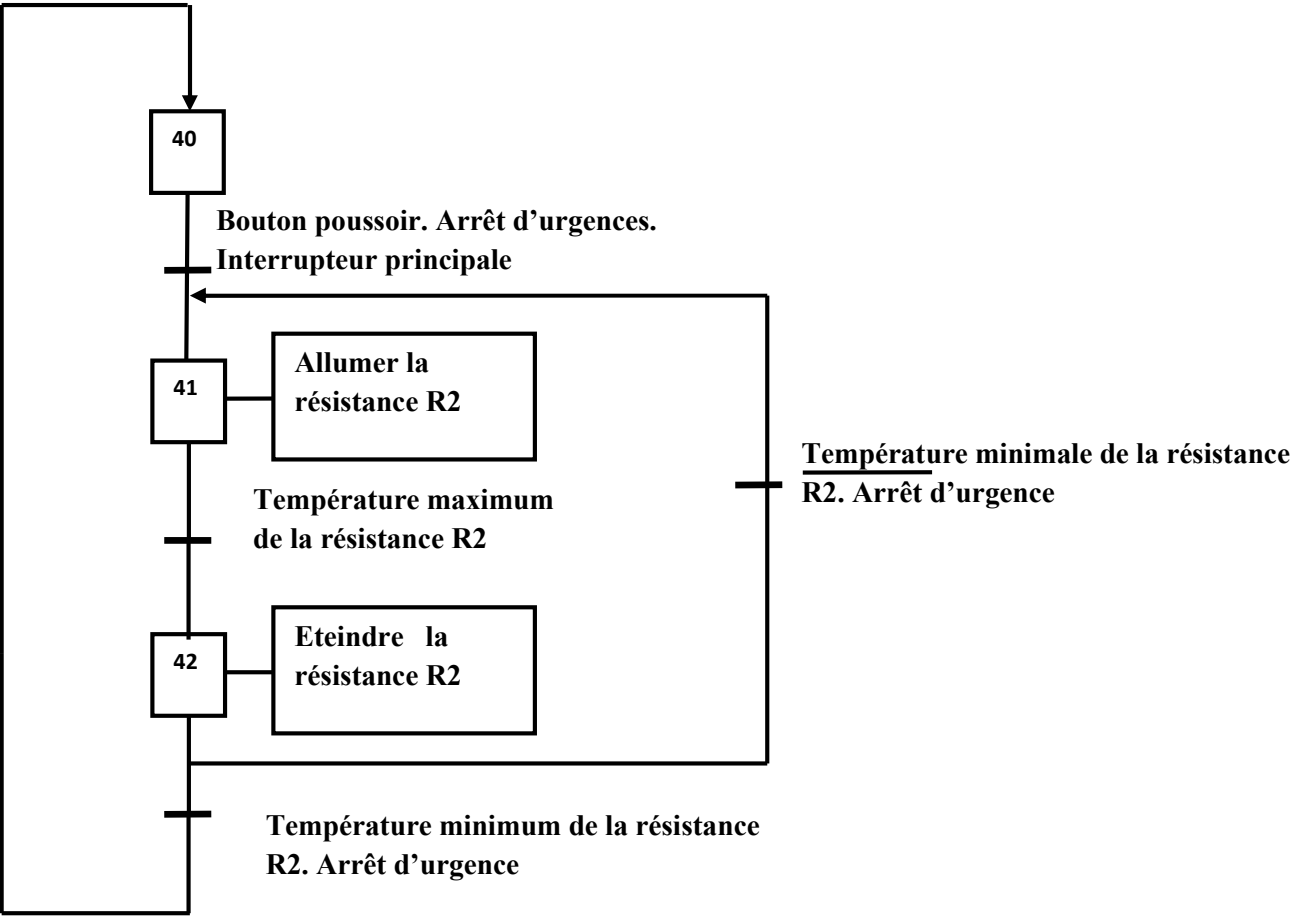 40
Bouton poussoir. Arrêt d’urgences.
Interrupteur principale
41
Allumer la
résistance R2
Température minimale de la résistance
R2. Arrêt d’urgence
Température maximum
de la résistance R2
42
Eteindre la
résistance R2
Température minimum de la résistance
R2. Arrêt d’urgence